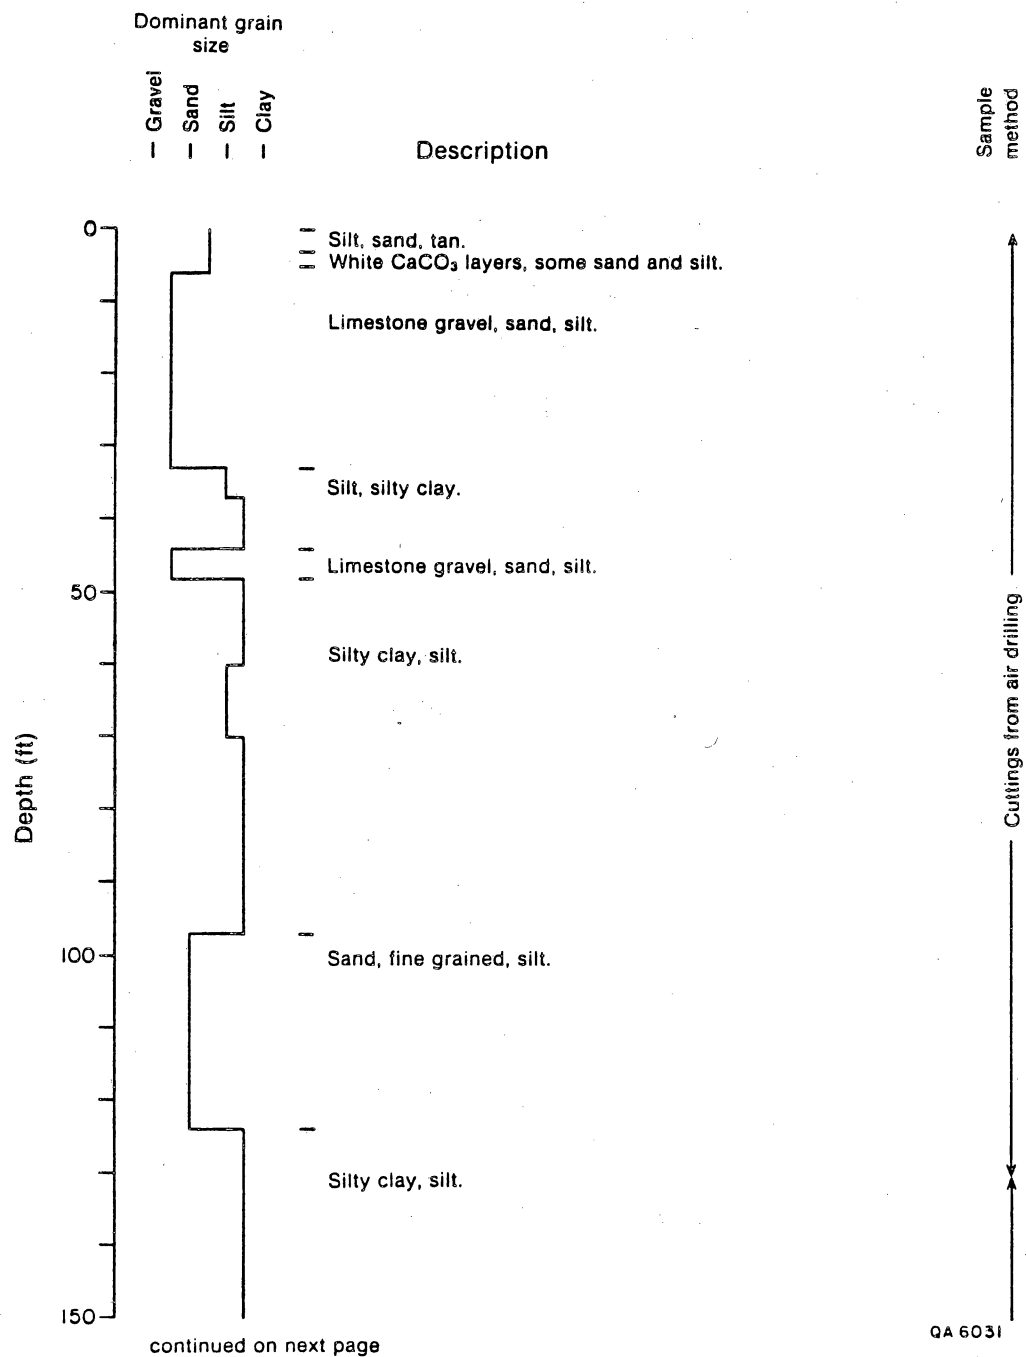 Dominant grain
size
Gravel
Sand
Silt
Clay
Description
Sample
method
0
Silt, sand, tan.
White CaCO₃ layers, some sand and silt.
Limestone gravel, sand, silt.
Silt, silty clay.
Limestone gravel, sand, silt.
50
Silty clay, silt.
Cuttings from air drilling
Depth (ft)
100
Sand, fine grained, silt.
Silty clay, silt.
150
continued on next page
QA 6031